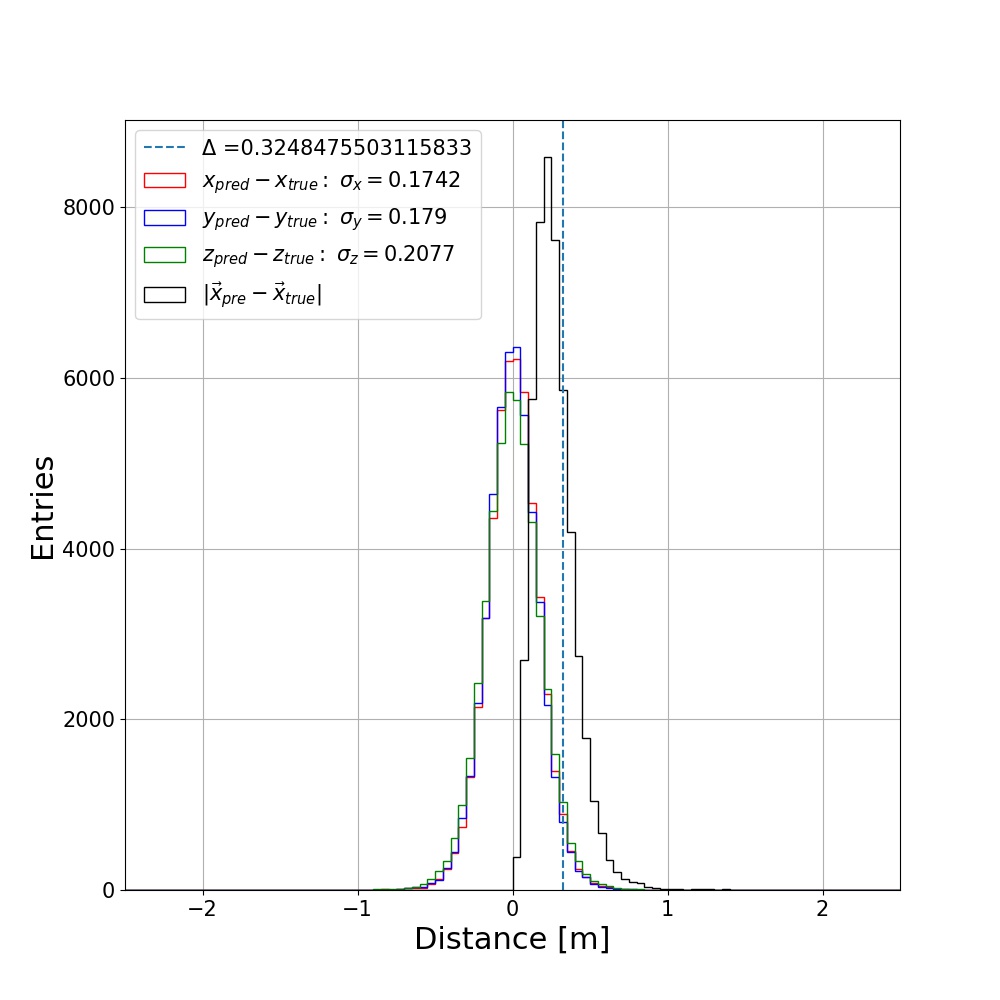 Δ =0.3248475503115833
x_pred − x_true : σ_x = 0.1742
y_pred − y_true : σ_y = 0.179
z_pred − z_true : σ_z = 0.2077
|x⃗_pre − x⃗_true|
8000
6000
4000
2000
0
Entries
−2 −1 0 1 2
Distance [m]